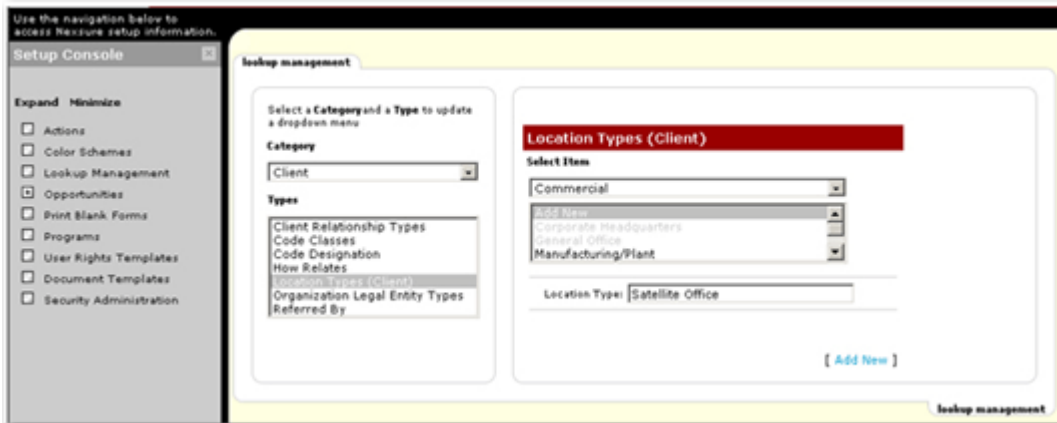 Use the navigation below to
access Nexsure setup information.
Setup Console
Expand Minimize
Actions
Color Schemes
Lookup Management
Opportunities
Print Blank Forms
Programs
User Rights Templates
Document Templates
Security Administration
lookup management
Select a Category and a Type to update
a dropdown menu
Category
Client
Types
Client Relationship Types
Code Classes
Code Designation
How Relates
Location Types (Client)
Organization Legal Entity Types
Referred By
Location Types (Client)
Select Item
Commercial
Add New
Corporate Headquarters
General Office
Manufacturing/Plant
Location Type: Satellite Office
[ Add New ]
lookup management